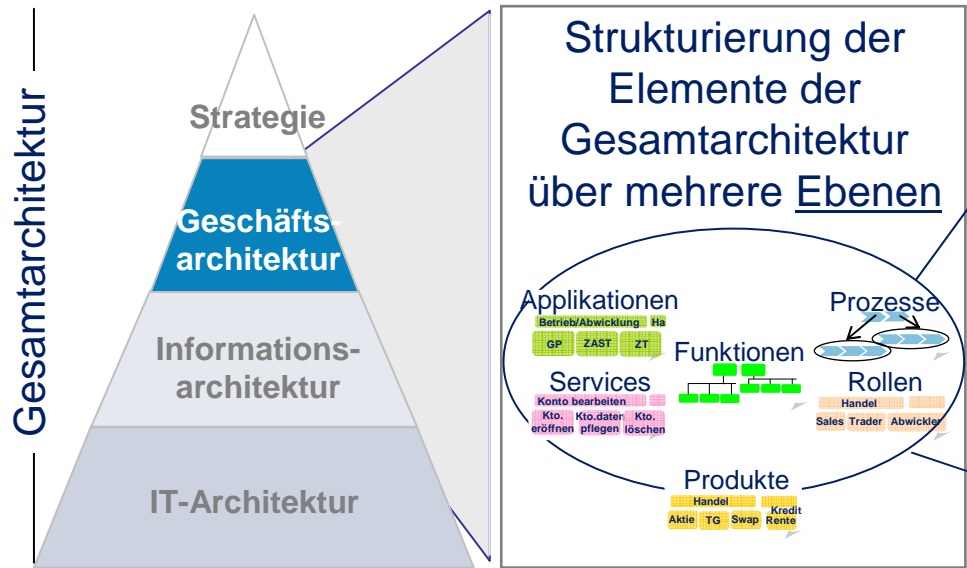 Gesamtarchitektur
Strategie
Geschäfts-
architektur
Informations-
architektur
IT-Architektur
Strukturierung der
Elemente der
Gesamtarchitektur
über mehrere Ebenen
Applikationen
Betrieb/Abwicklung Ha
GP ZAST ZT
Prozesse
Funktionen
Services
Konto bearbeiten
Kto. eröffnen
Kto.daten pflegen
Kto. löschen
Rollen
Handel
Sales Trader Abwickler
Produkte
Handel
Kredit
Aktie TG Swap Rente